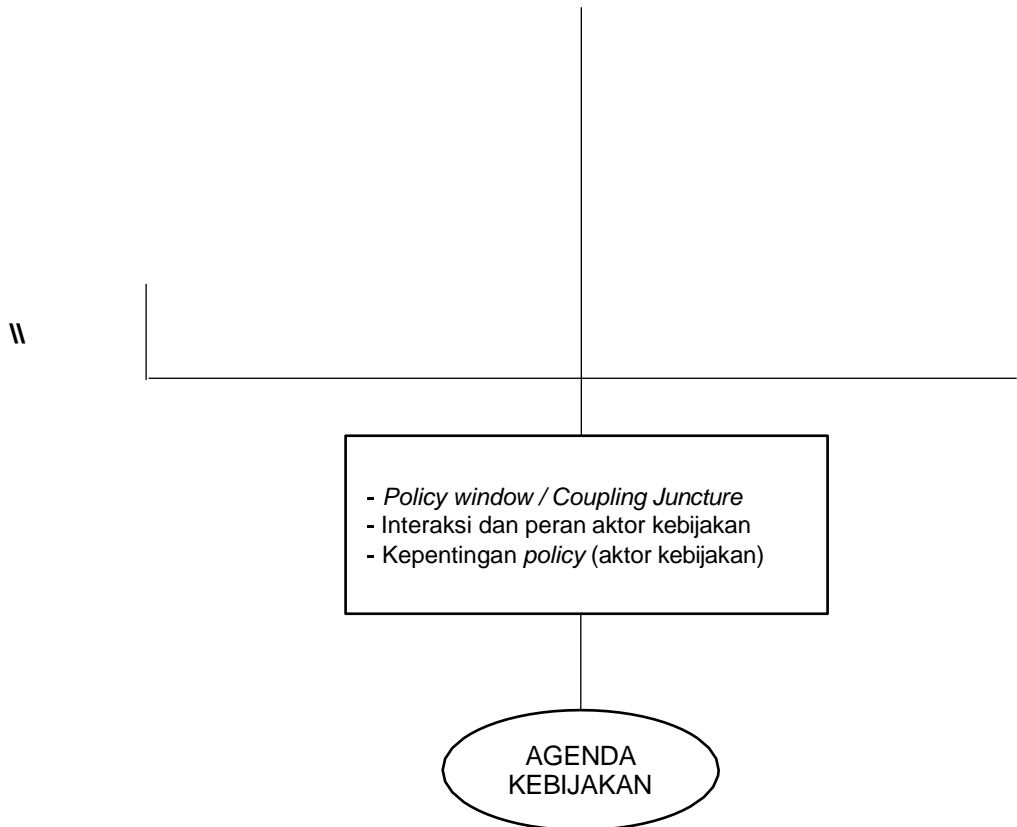 \\
- Policy window / Coupling Juncture
- Interaksi dan peran aktor kebijakan
- Kepentingan policy (aktor kebijakan)
AGENDA
KEBIJAKAN